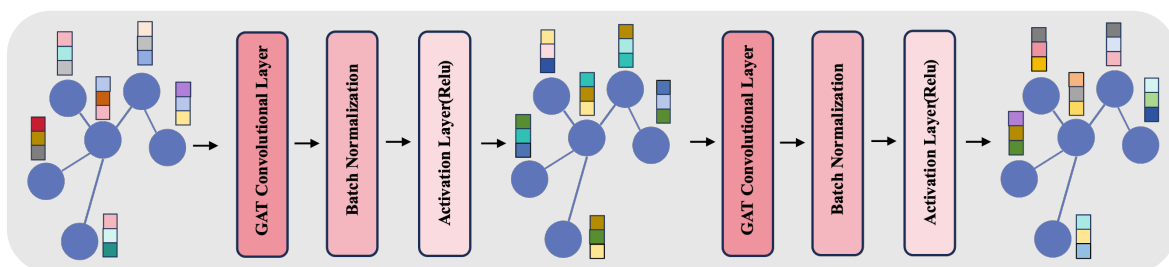 GAT Convolutional Layer
Batch Normalization
Activation Layer(Relu)
GAT Convolutional Layer
Batch Normalization
Activation Layer(Relu)